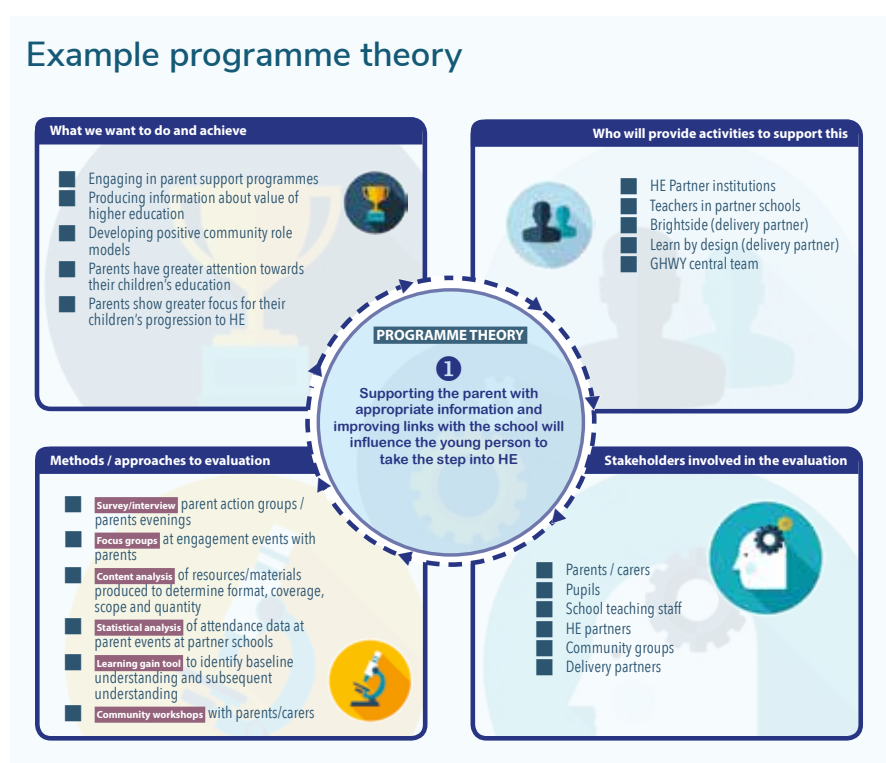 Example programme theory
What we want to do and achieve
Engaging in parent support programmes
Producing information about value of
higher education
Developing positive community role
models
Parents have greater attention towards
their children's education
Parents show greater focus for their
children's progression to HE
Who will provide activities to support this
HE Partner institutions
Teachers in partner schools
Brightside (delivery partner)
Learn by design (delivery partner)
GHWY central team
PROGRAMME THEORY
1
Supporting the parent with
appropriate information and
improving links with the school will
influence the young person to
take the step into HE
Methods / approaches to evaluation
Survey/interview parent action groups /
parents evenings
Focus groups at engagement events with
parents
Content analysis of resources/materials
produced to determine format, coverage,
scope and quantity
Statistical analysis of attendance data at
parent events at partner schools
Learning gain tool to identify baseline
understanding and subsequent
understanding
Community workshops with parents/carers
Stakeholders involved in the evaluation
Parents / carers
Pupils
School teaching staff
HE partners
Community groups
Delivery partners